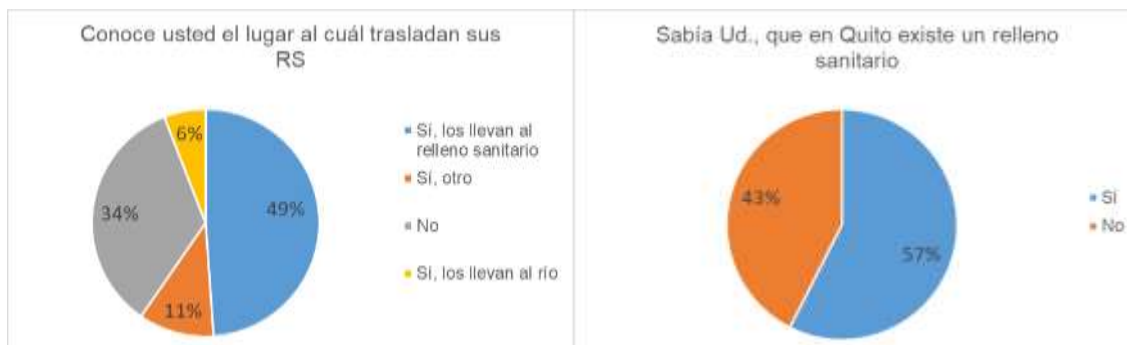 Conoce usted el lugar al cuál trasladan sus
RS
6%
49%
34%
11%
Sí, los llevan al
relleno sanitario
Sí, otro
No
Sí, los llevan al río
Sabía Ud., que en Quito existe un relleno
sanitario
43%
57%
Sí
No